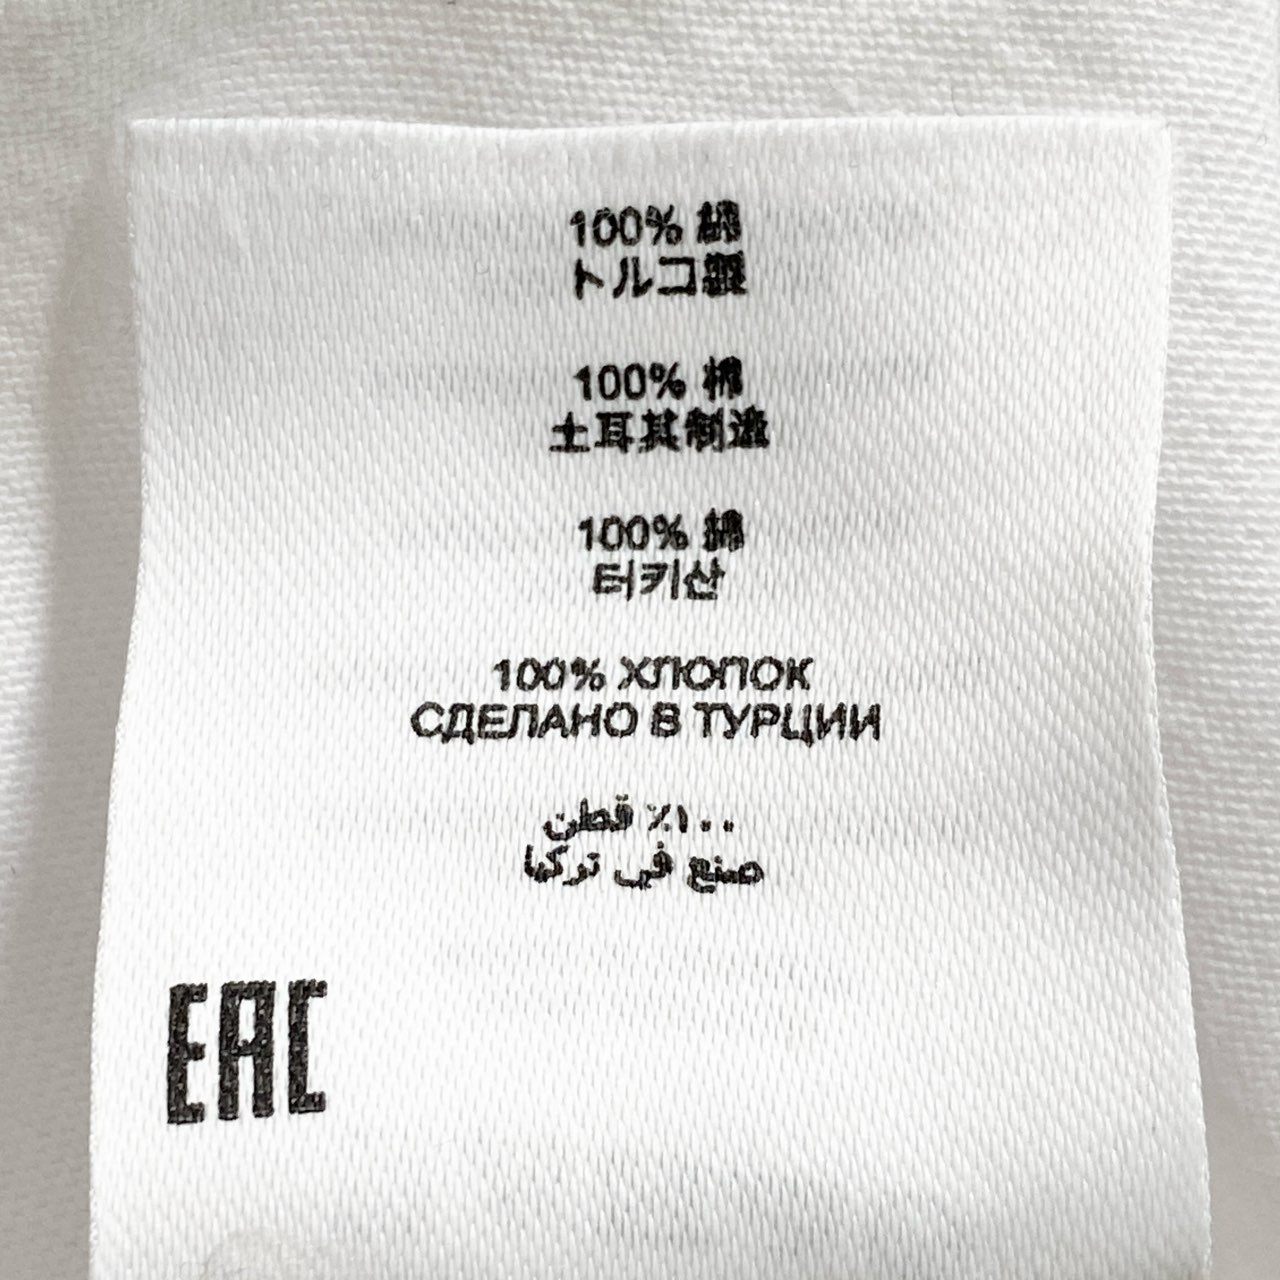 100% 綿
トルコ製
100% 棉
土耳其制造
100% 綿
터키산
100% ХЛОПОК
СДЕЛАНО В ТУРЦИИ
١٠٠٪ قطن
صنع في تركيا
EAC